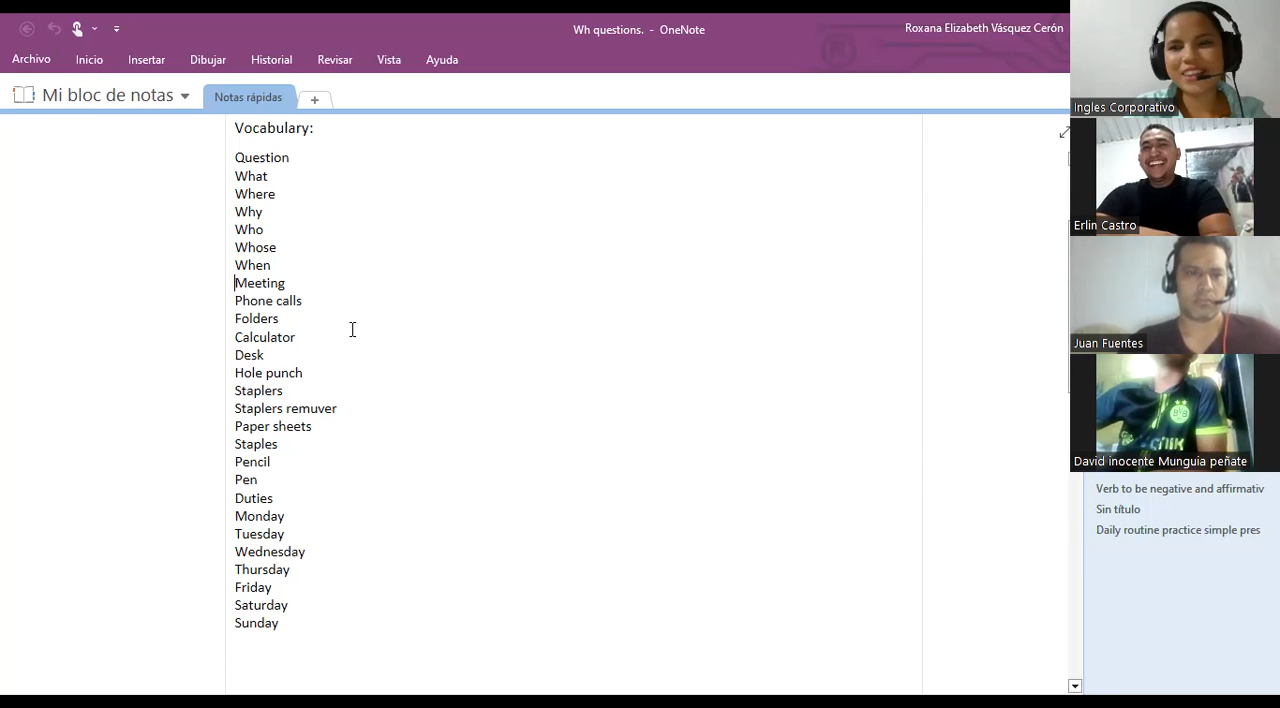 Wh questions. - OneNote
Roxana Elizabeth Vásquez Cerón
Archivo Inicio Insertar Dibujar Historial Revisar Vista Ayuda
Mi bloc de notas
Notas rápidas
+
Vocabulary:
Question
What
Where
Why
Who
Whose
When
Meeting
Phone calls
Folders
Calculator
Desk
Hole punch
Staplers
Staplers remuver
Paper sheets
Staples
Pencil
Pen
Duties
Monday
Tuesday
Wednesday
Thursday
Friday
Saturday
Sunday
Ingles Corporativo
Erlin Castro
Juan Fuentes
BVB
09
David inocente Munguia peñate
Verb to be negative and affirmativ
Sin título
Daily routine practice simple pres